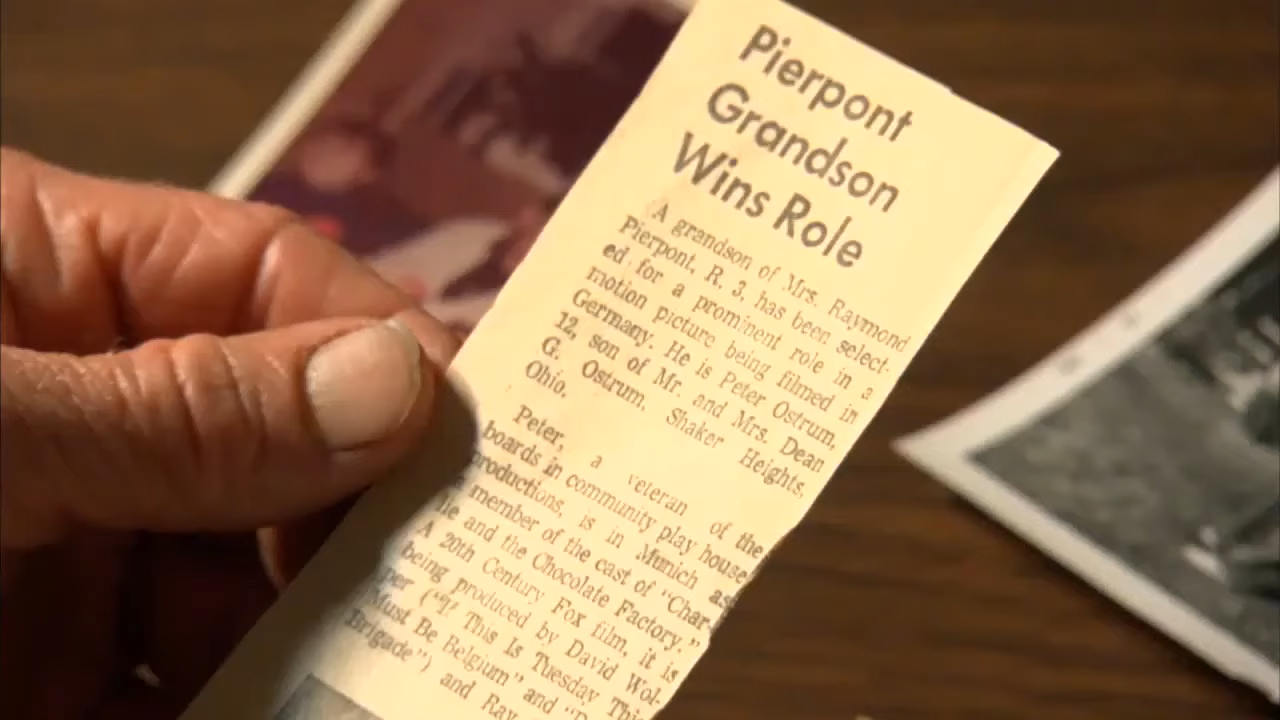 Pierpont
Grandson
Wins Role
A grandson of Mrs. Raymond
Pierpont, R. 3, has been select-
ed for a prominent role in a
motion picture being filmed in
Germany. He is Peter Ostrum,
12, son of Mr. and Mrs. Dean
G. Ostrum, Shaker Heights,
Ohio.
Peter, a veteran of the
boards in community play house
productions, is in Munich as
member of the cast of "Char-
lie and the Chocolate Factory."
A 20th Century Fox film, it is
being produced by David Wol-
per ("If This Is Tuesday This
Must Be Belgium" and
Brigade") and Ray